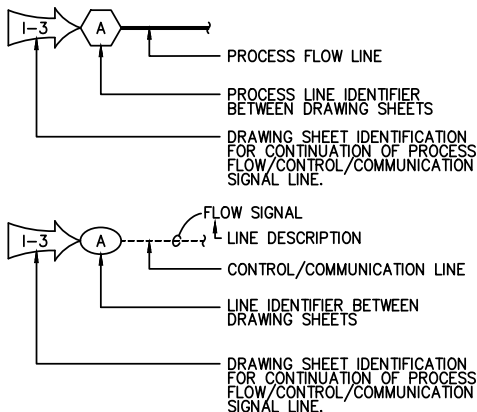 I-3 A
PROCESS FLOW LINE
PROCESS LINE IDENTIFIER
BETWEEN DRAWING SHEETS
DRAWING SHEET IDENTIFICATION
FOR CONTINUATION OF PROCESS
FLOW/CONTROL/COMMUNICATION
SIGNAL LINE.
FLOW SIGNAL
I-3 A
LINE DESCRIPTION
CONTROL/COMMUNICATION LINE
LINE IDENTIFIER BETWEEN
DRAWING SHEETS
DRAWING SHEET IDENTIFICATION
FOR CONTINUATION OF PROCESS
FLOW/CONTROL/COMMUNICATION
SIGNAL LINE.